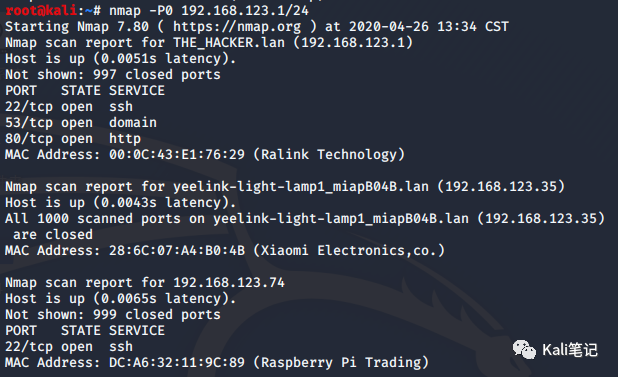 root@kali:~# nmap -P0 192.168.123.1/24
Starting Nmap 7.80 ( https://nmap.org ) at 2020-04-26 13:34 CST
Nmap scan report for THE_HACKER.lan (192.168.123.1)
Host is up (0.0051s latency).
Not shown: 997 closed ports
PORT   STATE SERVICE
22/tcp open  ssh
53/tcp open  domain
80/tcp open  http
MAC Address: 00:0C:43:E1:76:29 (Ralink Technology)

Nmap scan report for yeelink-light-lamp1_miapB04B.lan (192.168.123.35)
Host is up (0.0043s latency).
All 1000 scanned ports on yeelink-light-lamp1_miapB04B.lan (192.168.123.35)
 are closed
MAC Address: 28:6C:07:A4:B0:4B (Xiaomi Electronics,co.)

Nmap scan report for 192.168.123.74
Host is up (0.0065s latency).
Not shown: 999 closed ports
PORT   STATE SERVICE
22/tcp open  ssh
MAC Address: DC:A6:32:11:9C:89 (Raspberry Pi Trading)
Kali笔记